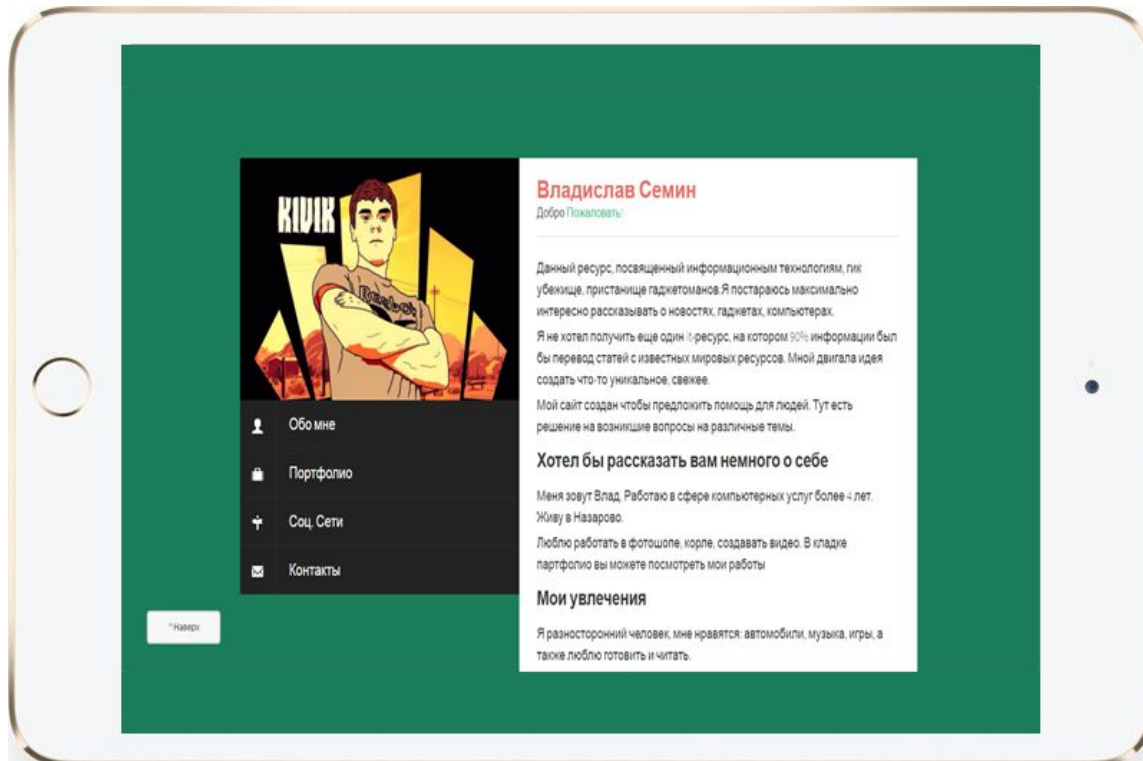 KIDIK
Reebok
Обо мне
Портфолио
Соц. Сети
Контакты
^ Наверх
Владислав Семин
Добро Пожаловать!
Данный ресурс, посвященный информационным технологиям, гик
убежище, пристанище гаджетоманов.Я постараюсь максимально
интересно рассказывать о новостях, гаджетах, компьютерах.
Я не хотел получить еще один it-ресурс, на котором 90% информации был
бы перевод статей с известных мировых ресурсов. Мной двигала идея
создать что-то уникальное, свежее.
Мой сайт создан чтобы предложить помощь для людей. Тут есть
решение на возникшие вопросы на различные темы.
Хотел бы рассказать вам немного о себе
Меня зовут Влад. Работаю в сфере компьютерных услуг более 4 лет.
Живу в Назарово.
Люблю работать в фотошопе, корле, создавать видео. В кладке
партфолио вы можете посмотреть мои работы
Мои увлечения
Я разносторонний человек, мне нравятся: автомобили, музыка, игры, а
также люблю готовить и читать.